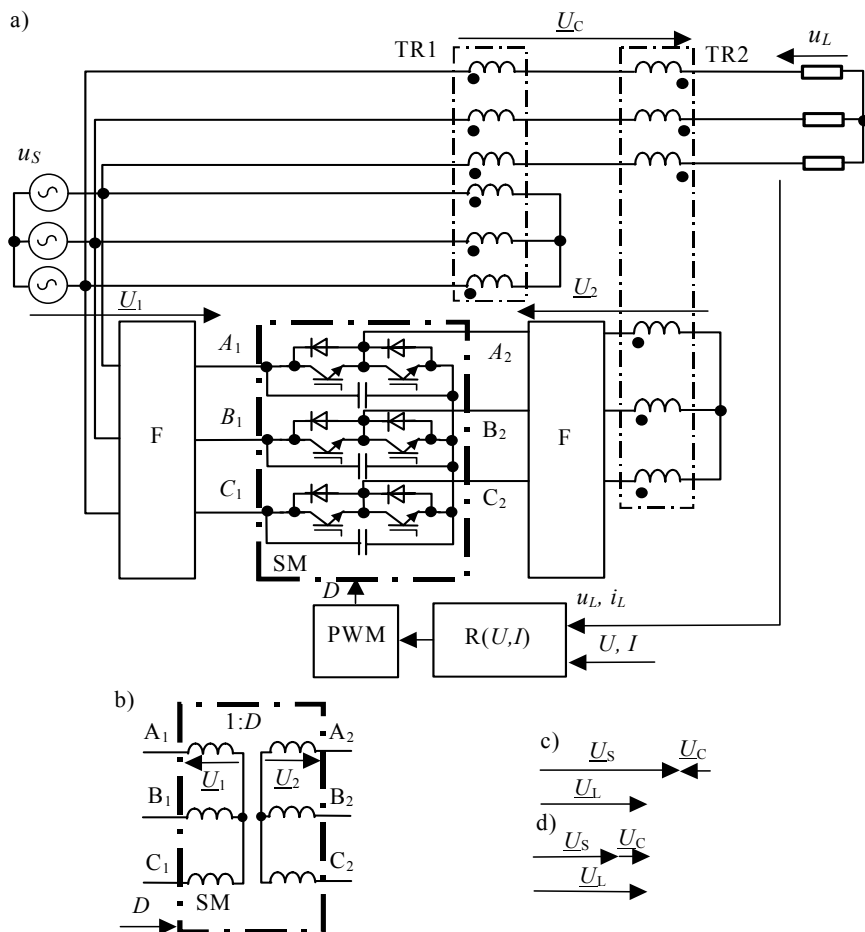 a)
U_C
TR1
TR2
u_L
u_S
U_1
U_2
A_1
A_2
F
B_1
B_2
F
C_1
C_2
SM
D
u_L, i_L
PWM
R(U,I)
U, I
b)
1:D
A_1
A_2
U_1
U_2
B_1
B_2
C_1
C_2
SM
D
c)
U_S
U_C
U_L
d)
U_S
U_C
U_L